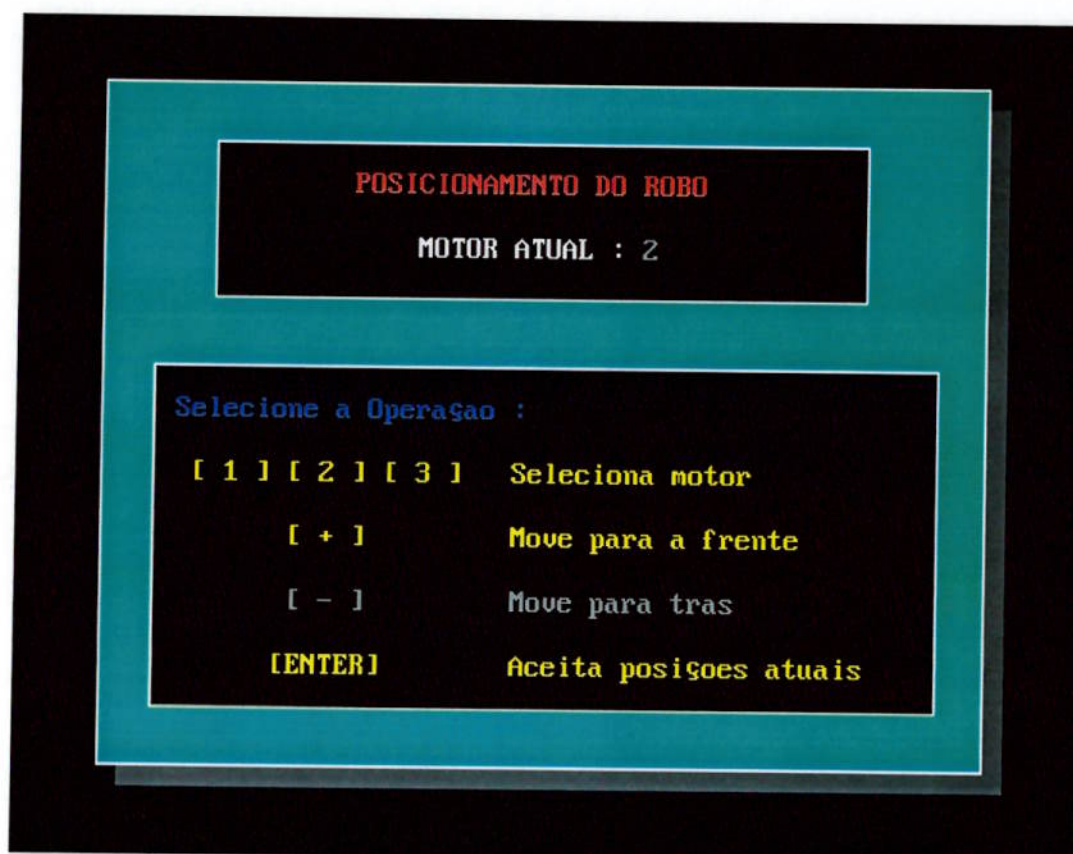 POSICIONAMENTO DO ROBO
MOTOR ATUAL : 2
Selecione a Operaçao :
[ 1 ] [ 2 ] [ 3 ] Seleciona motor
[ + ] Move para a frente
[ - ] Move para tras
[ENTER] Aceita posiçoes atuais